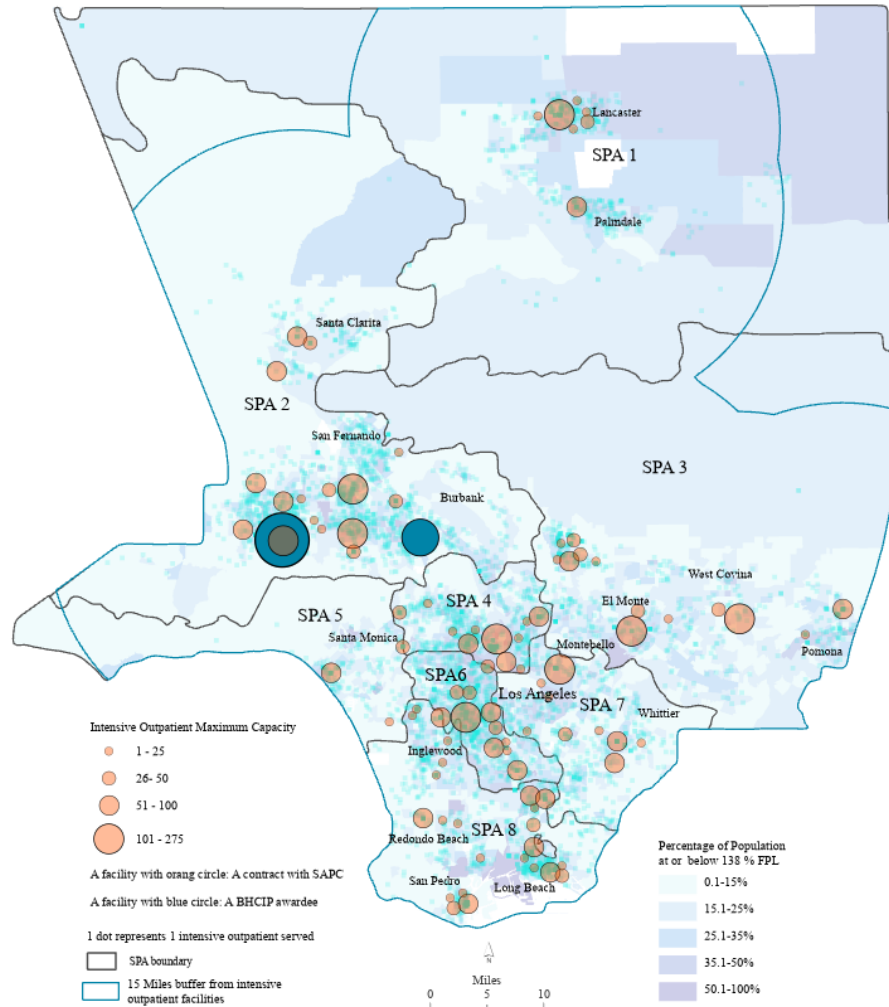 Lancaster
SPA 1
Palmdale
Santa Clarita
SPA 2
San Fernando
SPA 3
Burbank
West Covina
SPA 4
El Monte
SPA 5
Santa Monica
Montebello
Pomona
SPA6
Los Angeles
SPA 7
Whittier
Intensive Outpatient Maximum Capacity
1 - 25
Inglewood
26- 50
51 - 100
SPA 8
101 - 275
Redondo Beach
Percentage of Population
at or below 138 % FPL
A facility with orang circle: A contract with SAPC
San Pedro
Long Beach
0.1-15%
A facility with blue circle: A BHCIP awardee
15.1-25%
1 dot represents 1 intensive outpatient served
25.1-35%
SPA boundary
N
35.1-50%
Miles
15 Miles buffer from intensive
outpatient facilities
50.1-100%
0 5 10